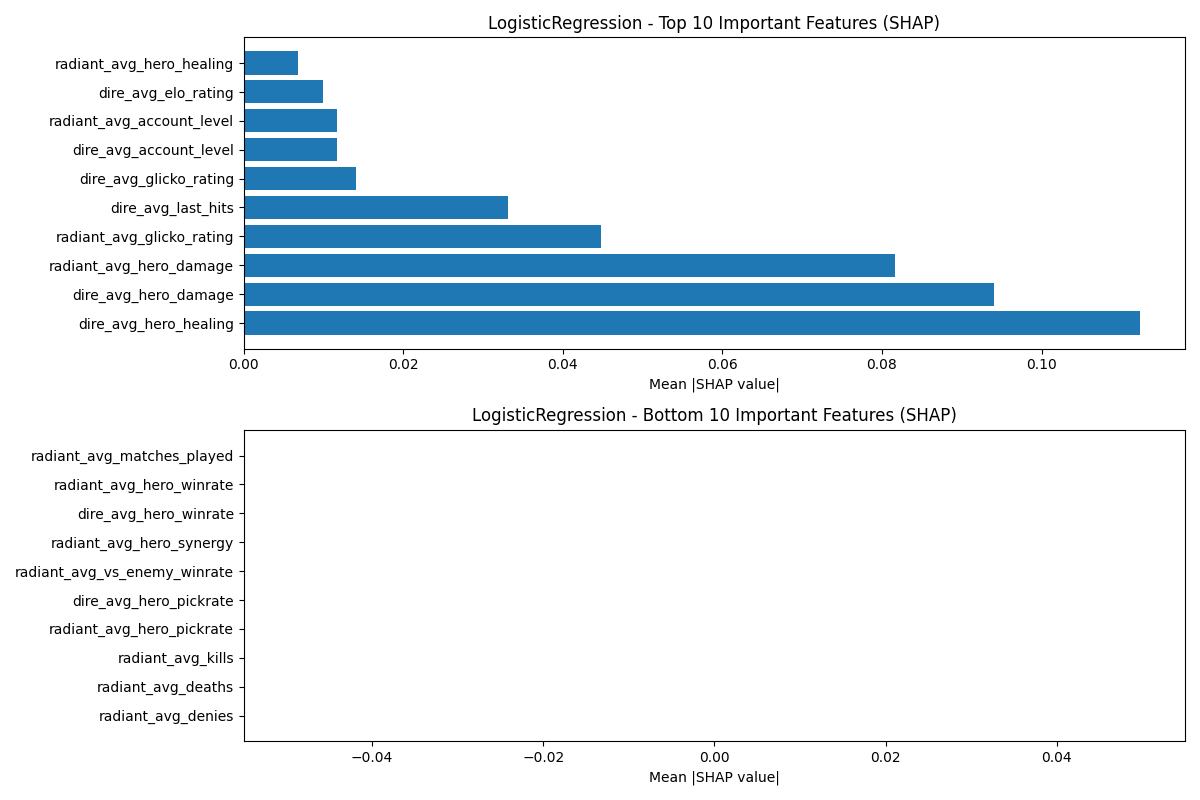 LogisticRegression - Top 10 Important Features (SHAP)
radiant_avg_hero_healing
dire_avg_elo_rating
radiant_avg_account_level
dire_avg_account_level
dire_avg_glicko_rating
dire_avg_last_hits
radiant_avg_glicko_rating
radiant_avg_hero_damage
dire_avg_hero_damage
dire_avg_hero_healing
0.00 0.02 0.04 0.06 0.08 0.10
Mean |SHAP value|
LogisticRegression - Bottom 10 Important Features (SHAP)
radiant_avg_matches_played
radiant_avg_hero_winrate
dire_avg_hero_winrate
radiant_avg_hero_synergy
radiant_avg_vs_enemy_winrate
dire_avg_hero_pickrate
radiant_avg_hero_pickrate
radiant_avg_kills
radiant_avg_deaths
radiant_avg_denies
−0.04 −0.02 0.00 0.02 0.04
Mean |SHAP value|